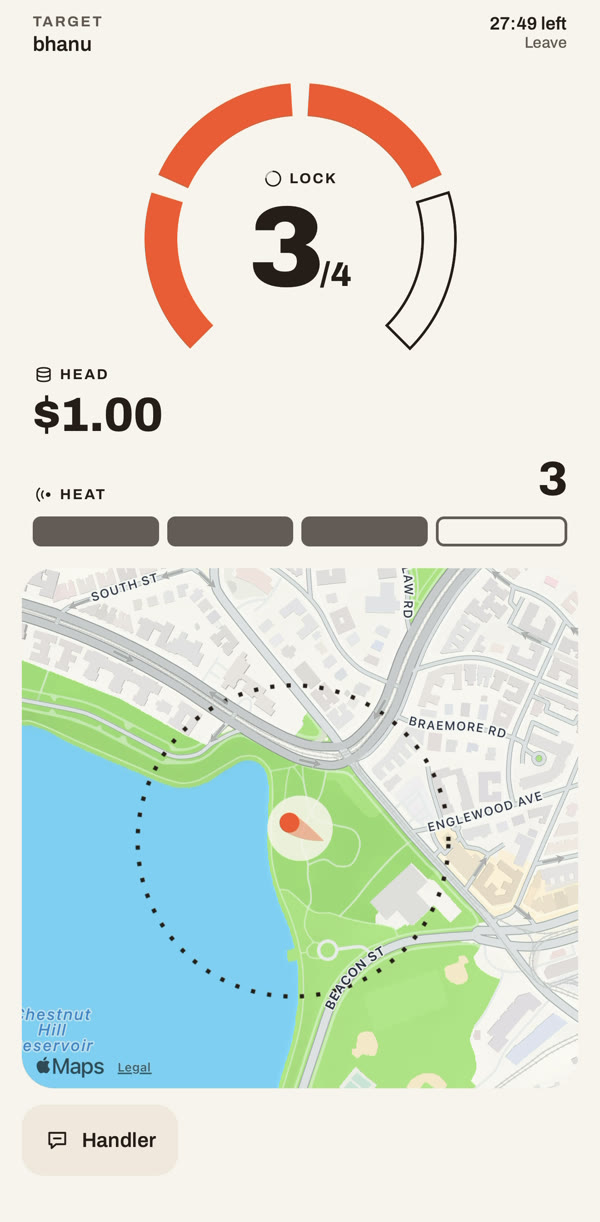 TARGET
bhanu
27:49 left
Leave
LOCK
3/4
HEAD
$1.00
3
HEAT
SOUTH ST
LAW RD
BRAEMORE RD
ENGLEWOOD AVE
BEACON ST
Chestnut
Hill
eservoir
Maps Legal
Handler